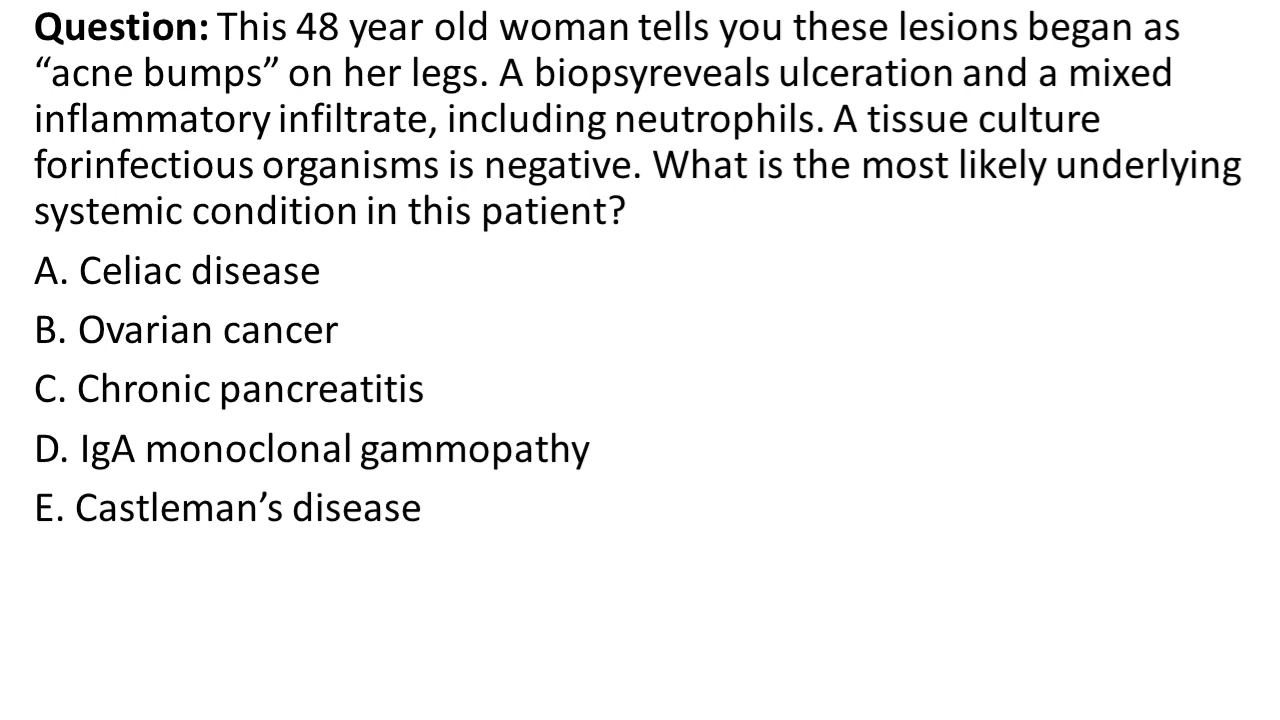 Question: This 48 year old woman tells you these lesions began as
“acne bumps” on her legs. A biopsyreveals ulceration and a mixed
inflammatory infiltrate, including neutrophils. A tissue culture
forinfectious organisms is negative. What is the most likely underlying
systemic condition in this patient?
A. Celiac disease
B. Ovarian cancer
C. Chronic pancreatitis
D. IgA monoclonal gammopathy
E. Castleman’s disease